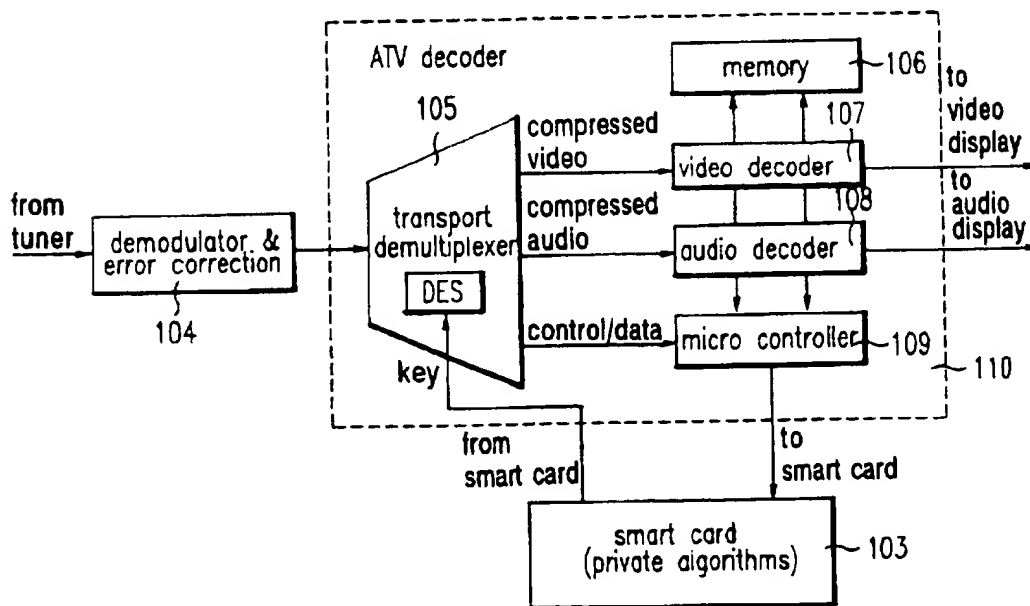 ATV decoder
105
memory
106
to
video
display
107
compressed
video
video decoder
to
audio
display
108
from
tuner
demodulator &
error correction
104
transport
demultiplexer
compressed
audio
audio decoder
DES
control/data
micro controller
109
110
key
from
smart card
to
smart card
smart card
(private algorithms)
103